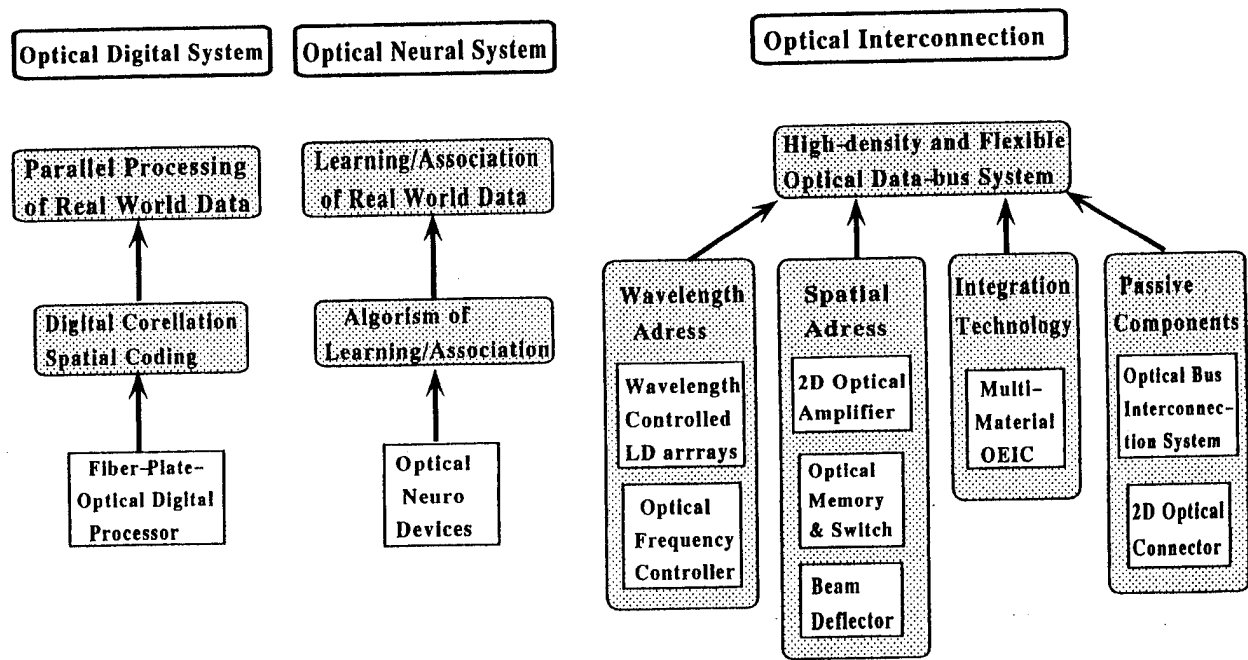 Optical Digital System
Optical Neural System
Optical Interconnection
Parallel Processing
of Real World Data
Learning/Association
of Real World Data
High-density and Flexible
Optical Data-bus System
Digital Corellation
Spatial Coding
Algorism of
Learning/Association
Fiber-Plate-
Optical Digital
Processor
Optical
Neuro
Devices
Wavelength
Adress
Wavelength
Controlled
LD arrrays
Optical
Frequency
Controller
Spatial
Adress
2D Optical
Amplifier
Optical
Memory
& Switch
Beam
Deflector
Integration
Technology
Multi-
Material
OEIC
Passive
Components
Optical Bus
Interconnec-
tion System
2D Optical
Connector